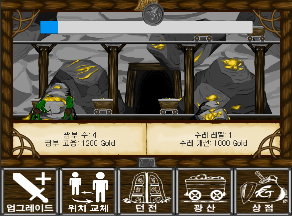 광부 수: 4
광부 고용: 1200 Gold
수레 레벨: 1
수레 개선: 1000 Gold
업그레이드
위치 교체
던 전
광 산
상 점